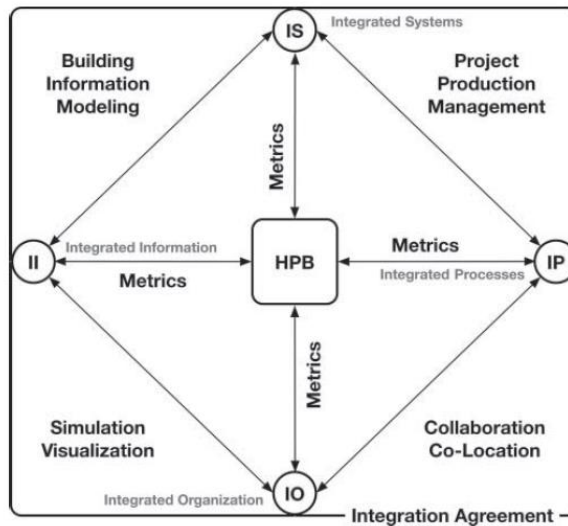 IS
Integrated Systems
Building
Information
Modeling
Project
Production
Management
Metrics
Integrated Information
II
Metrics
HPB
Metrics
Integrated Processes
IP
Metrics
Simulation
Visualization
Collaboration
Co-Location
Integrated Organization
IO
Integration Agreement